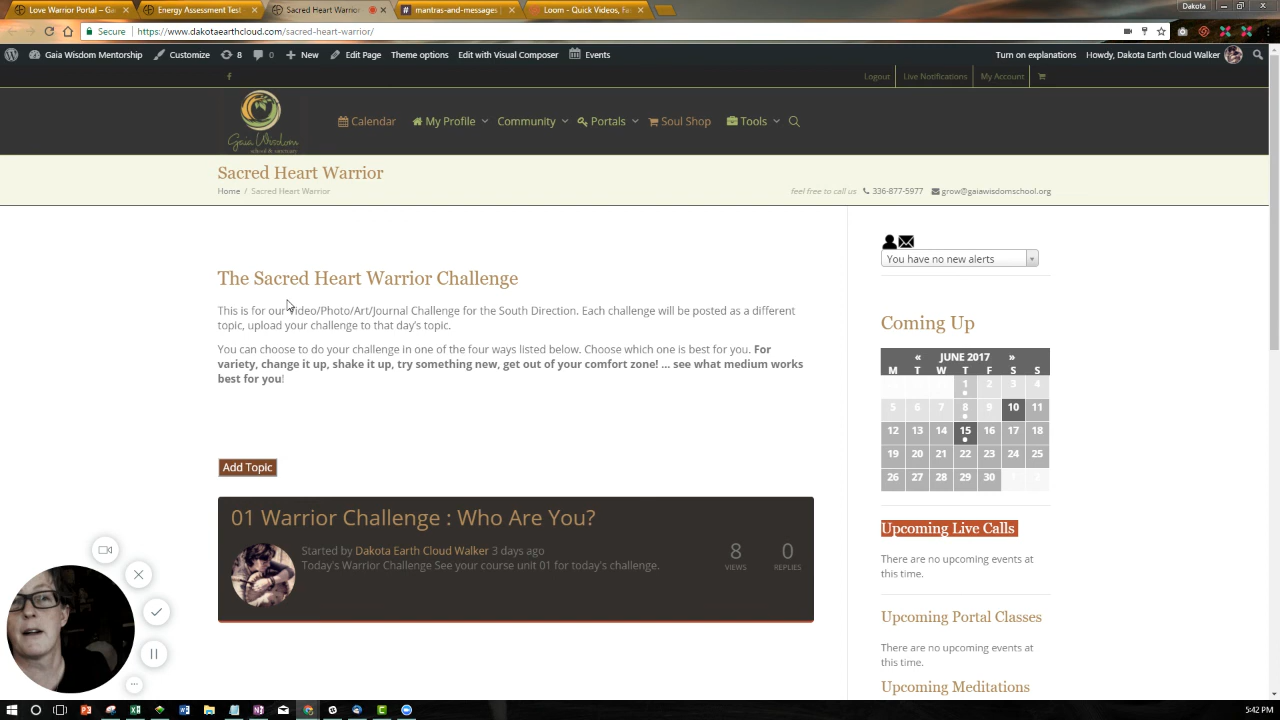 Love Warrior Portal – Ga
Energy Assessment Test
Sacred Heart Warrior
mantras-and-messages
Loom - Quick Videos, Fa
Dakota
Secure
https://www.dakotaearthcloud.com/sacred-heart-warrior/
Gaia Wisdom Mentorship
Customize
8
0
New
Edit Page
Theme options
Edit with Visual Composer
Events
Turn on explanations
Howdy, Dakota Earth Cloud Walker
Logout
Live Notifications
My Account
Gaia Wisdom
school & sanctuary
Calendar
My Profile
Community
Portals
Soul Shop
Tools
Sacred Heart Warrior
Home / Sacred Heart Warrior
feel free to call us 336-877-5977 grow@gaiawisdomschool.org
The Sacred Heart Warrior Challenge
This is for our Video/Photo/Art/Journal Challenge for the South Direction. Each challenge will be posted as a different
topic, upload your challenge to that day's topic.
You can choose to do your challenge in one of the four ways listed below. Choose which one is best for you. For
variety, change it up, shake it up, try something new, get out of your comfort zone! ... see what medium works
best for you!
Add Topic
01 Warrior Challenge : Who Are You?
Started by Dakota Earth Cloud Walker 3 days ago
Today's Warrior Challenge See your course unit 01 for today's challenge.
8
VIEWS
0
REPLIES
You have no new alerts
Coming Up
« JUNE 2017 »
M T W T F S S
1 2 3 4
5 6 7 8 9 10 11
12 13 14 15 16 17 18
19 20 21 22 23 24 25
26 27 28 29 30 1 2
Upcoming Live Calls
There are no upcoming events at
this time.
Upcoming Portal Classes
There are no upcoming events at
this time.
Upcoming Meditations
5:42 PM